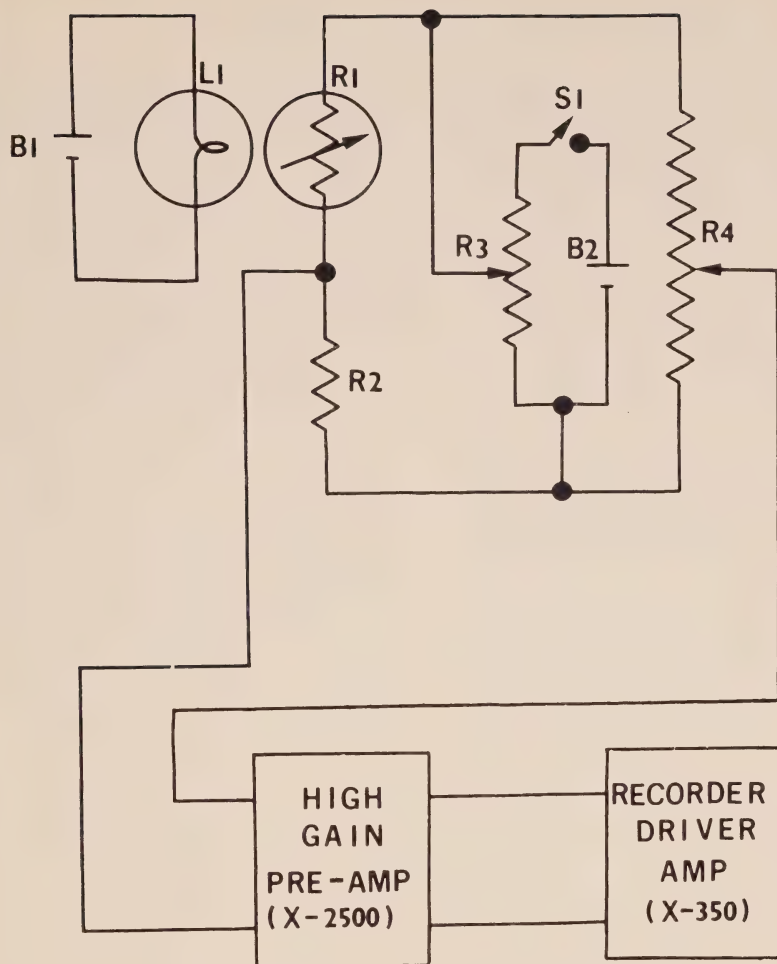 L1
R1
B1
S1
R3
B2
R4
R2
HIGH
GAIN
PRE-AMP
(X-2500)
RECORDER
DRIVER
AMP
(X-350)